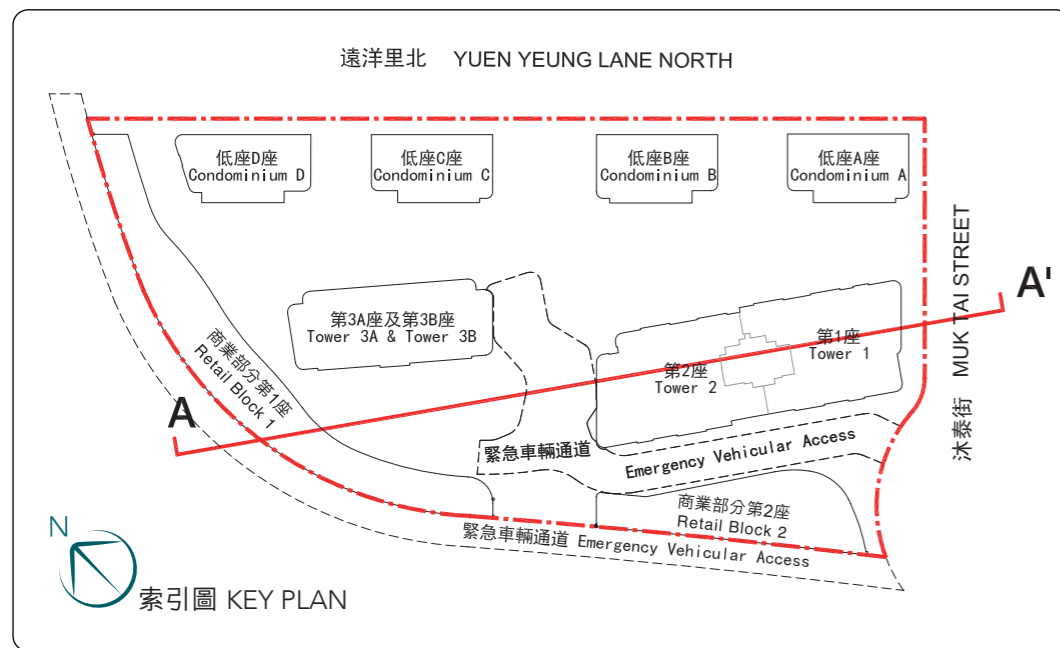 遠洋里北 YUEN YEUNG LANE NORTH
低座D座
Condominium D
低座C座
Condominium C
低座B座
Condominium B
低座A座
Condominium A
沐泰街 MUK TAI STREET
A'
第3A座及第3B座
Tower 3A & Tower 3B
第1座
Tower 1
第2座
Tower 2
商業部分第1座
Retail Block 1
A
緊急車輛通道 Emergency Vehicular Access
商業部分第2座
Retail Block 2
緊急車輛通道 Emergency Vehicular Access
N
索引圖 KEY PLAN